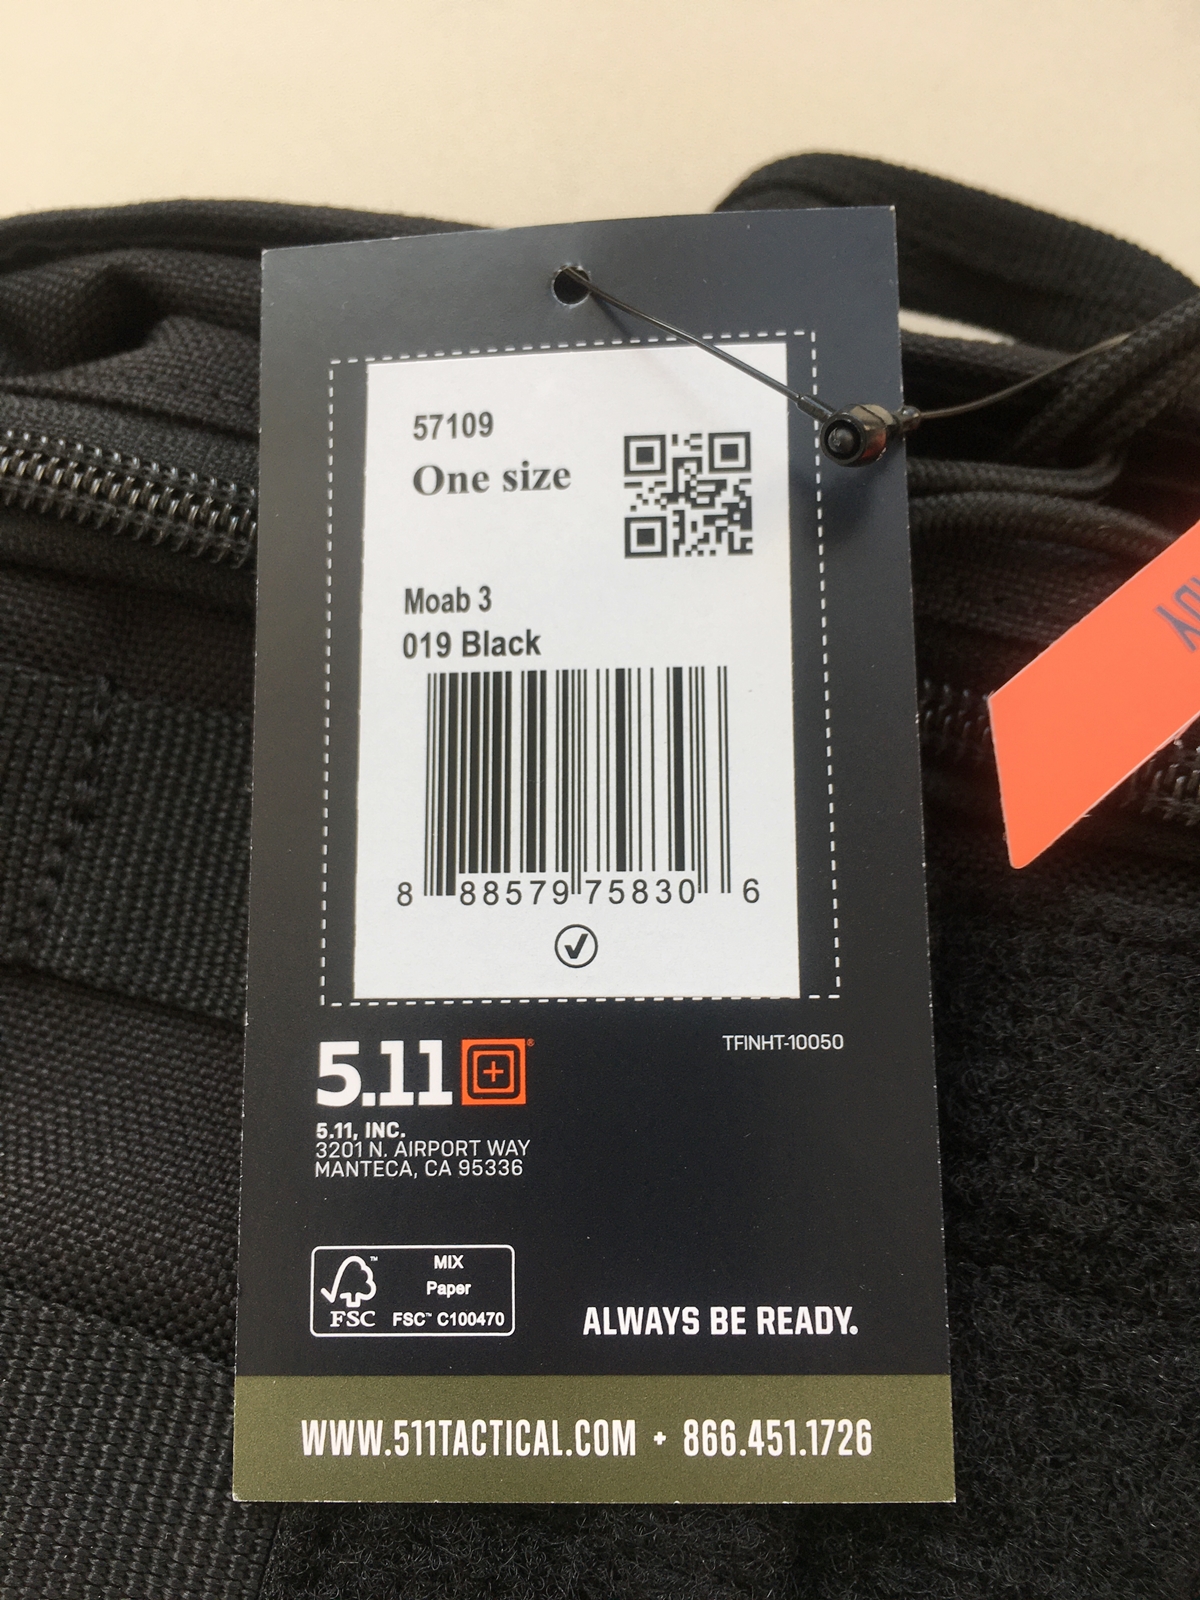 57109
One size
Moab 3
019 Black
8 88579 75830 6
5.11®
TFINHT-10050
5.11, INC.
3201 N. AIRPORT WAY
MANTECA, CA 95336
MIX
Paper
FSC™ C100470
FSC
ALWAYS BE READY.
WWW.511TACTICAL.COM • 866.451.1726